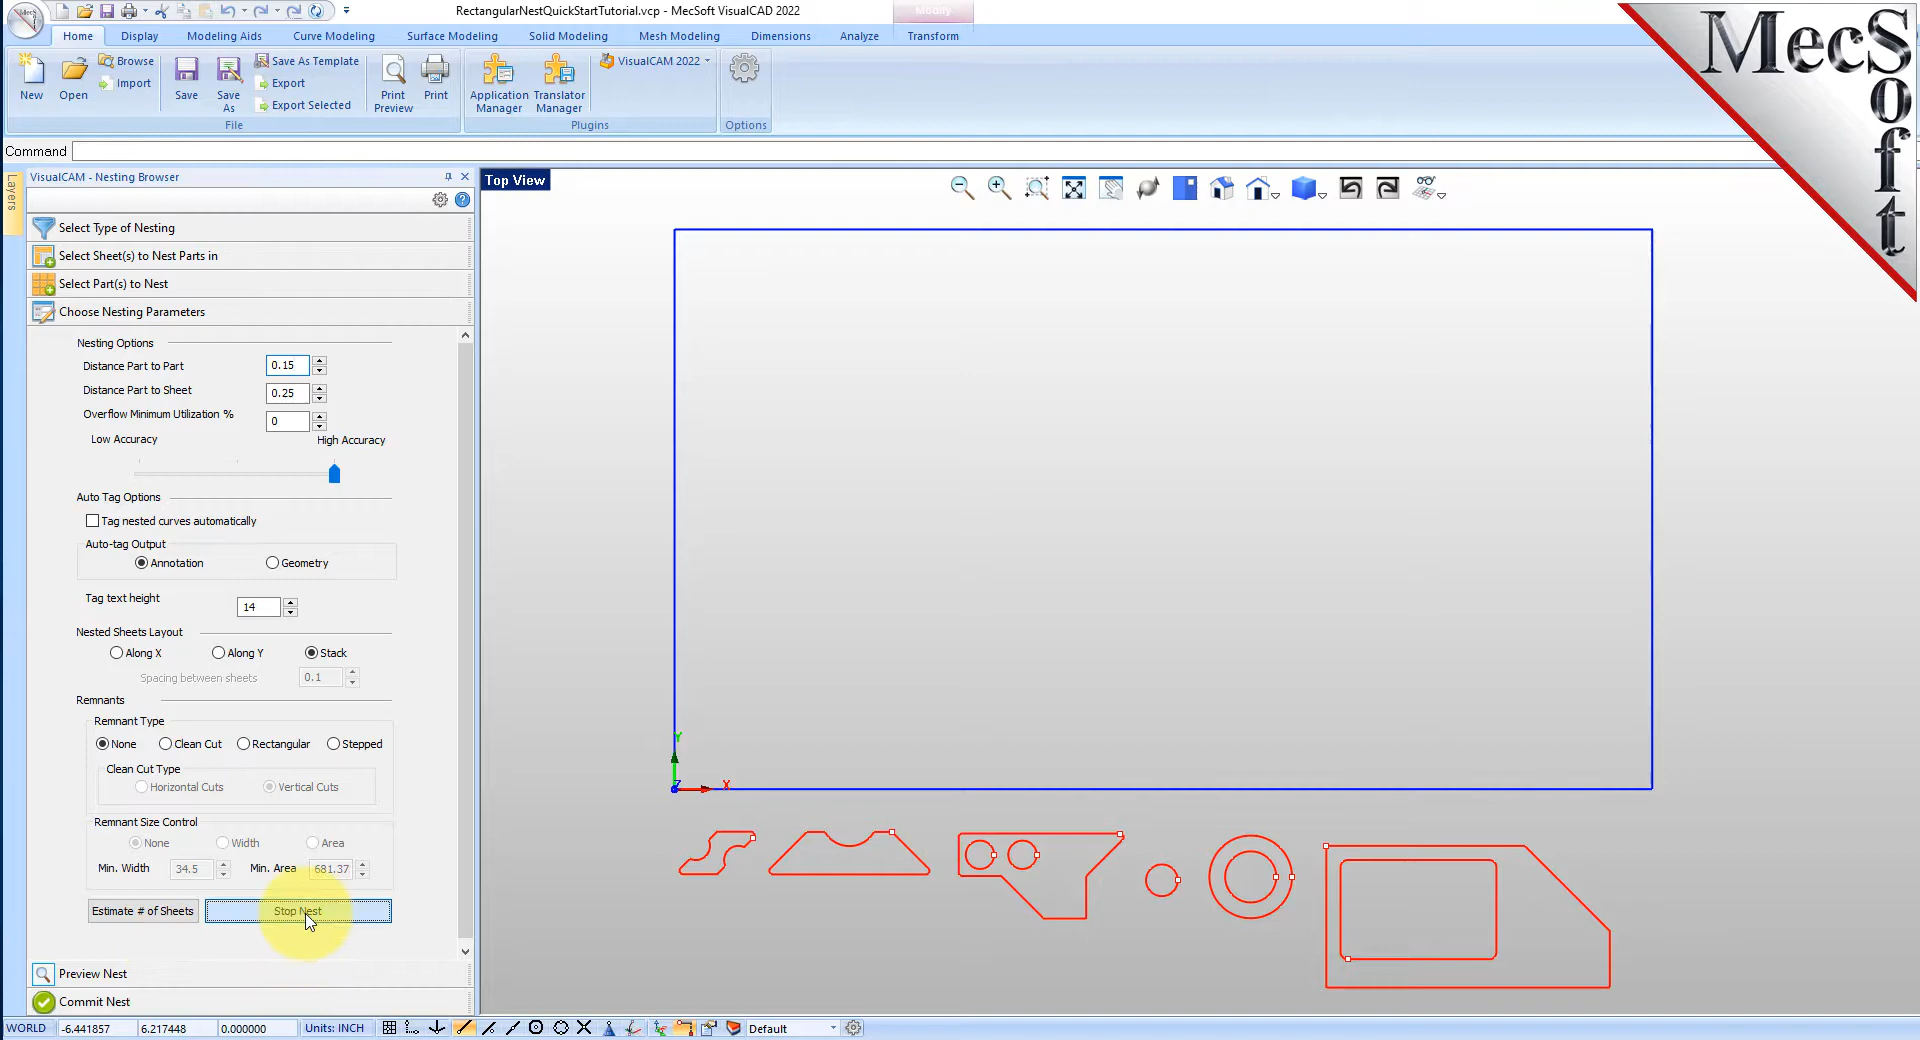 RectangularNestQuickStartTutorial.vcp - MecSoft VisualCAD 2022
Modify
Home Display Modeling Aids Curve Modeling Surface Modeling Solid Modeling Mesh Modeling Dimensions Analyze Transform
New
Open
Browse
Import
Save
Save As
Save As Template
Export
Export Selected
Print Preview
Print
File
Application Manager
Translator Manager
VisualCAM 2022
Plugins
Options
MecSoft
Command
Layers
VisualCAM - Nesting Browser
Select Type of Nesting
Select Sheet(s) to Nest Parts in
Select Part(s) to Nest
Choose Nesting Parameters
Nesting Options
Distance Part to Part 0.15
Distance Part to Sheet 0.25
Overflow Minimum Utilization % 0
Low Accuracy High Accuracy
Auto Tag Options
Tag nested curves automatically
Auto-tag Output
Annotation Geometry
Tag text height 14
Nested Sheets Layout
Along X Along Y Stack
Spacing between sheets 0.1
Remnants
Remnant Type
None Clean Cut Rectangular Stepped
Clean Cut Type
Horizontal Cuts Vertical Cuts
Remnant Size Control
None Width Area
Min. Width 34.5 Min. Area 681.37
Estimate # of Sheets Stop Nest
Preview Nest
Commit Nest
Top View
Y
Z X
WORLD -6.441857 6.217448 0.000000 Units: INCH Default